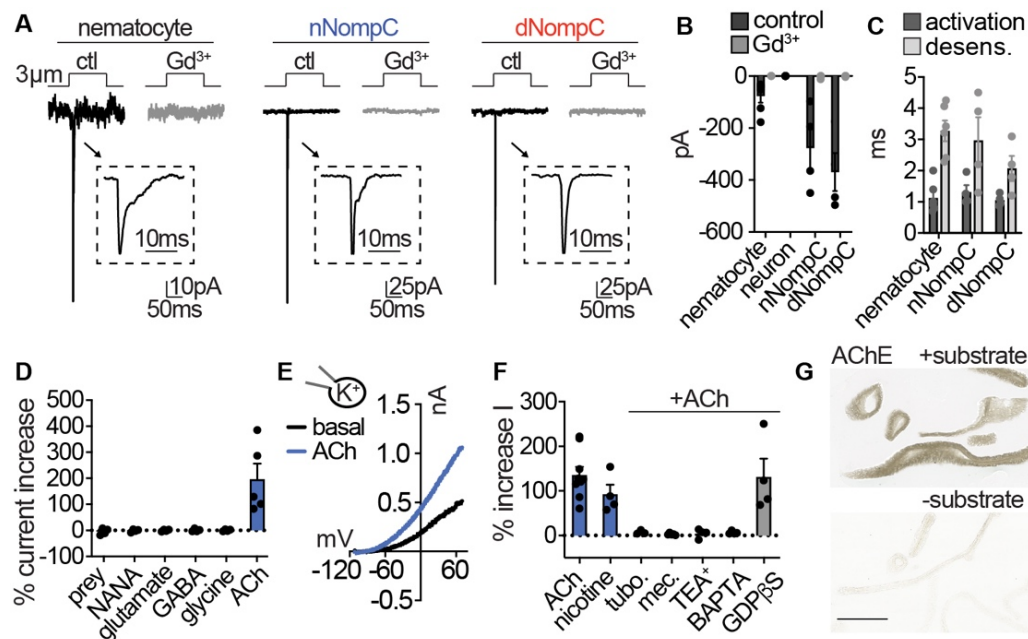 A
nematocyte
nNompC
dNompC
ctl
Gd³⁺
ctl
Gd³⁺
ctl
Gd³⁺
3µm
10ms
10ms
10ms
10pA
50ms
25pA
50ms
25pA
50ms
B
control
Gd³⁺
0
-200
-400
-600
pA
nematocyte
neuron
nNompC
dNompC
C
activation
desens.
5
4
3
2
1
0
ms
nematocyte
nNompC
dNompC
D
% current increase
500
400
300
200
100
0
-100
prey
NANA
glutamate
GABA
glycine
ACh
E
K⁺
basal
ACh
nA
1.5
1.0
0.5
-0.5
mV
-120
-60
0
60
F
+ACh
% increase I
300
200
100
0
ACh
nicotine
tubo.
mec.
TEA⁺
BAPTA
GDPβS
G
AChE +substrate
-substrate